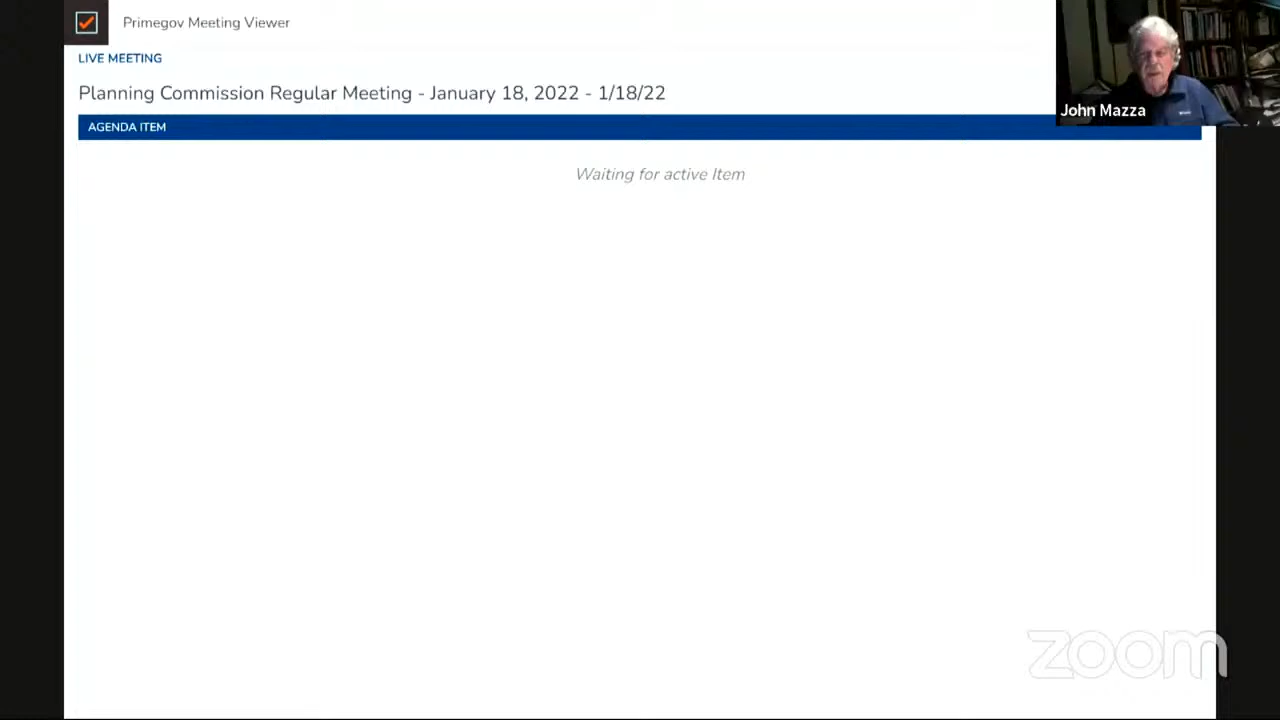 Primegov Meeting Viewer
LIVE MEETING
Planning Commission Regular Meeting - January 18, 2022 - 1/18/22
John Mazza
AGENDA ITEM
Waiting for active Item
zoom